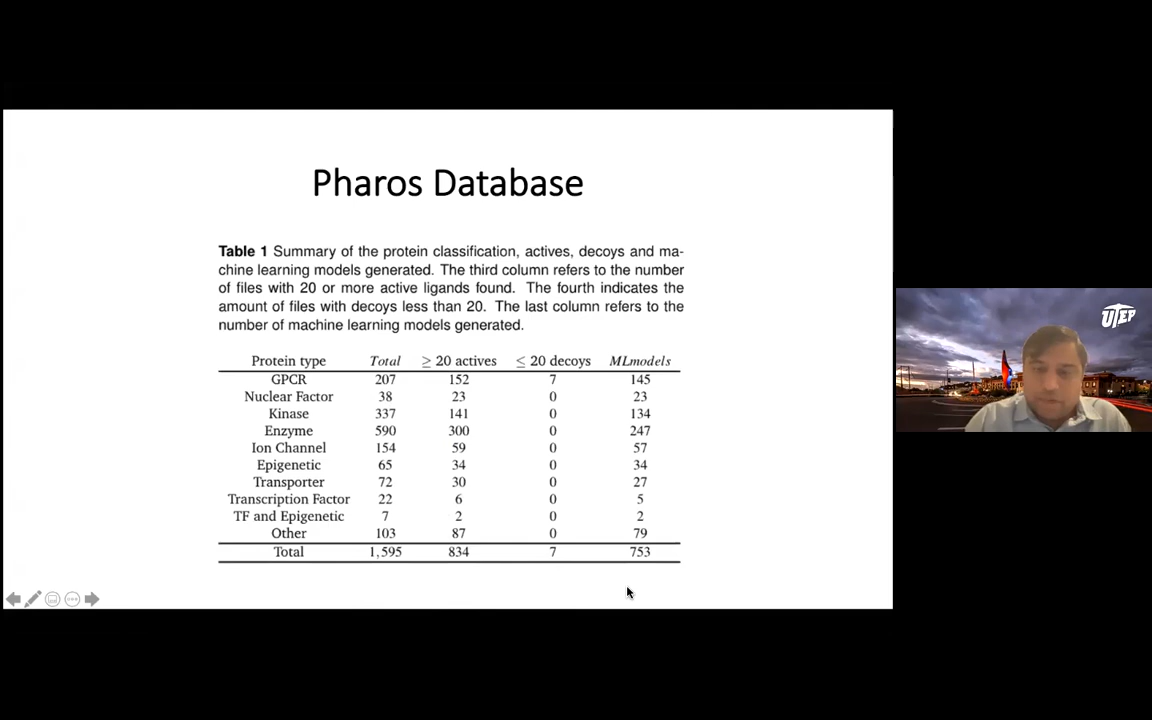 Pharos Database
Table 1 Summary of the protein classification, actives, decoys and ma-
chine learning models generated. The third column refers to the number
of files with 20 or more active ligands found. The fourth indicates the
amount of files with decoys less than 20. The last column refers to the
number of machine learning models generated.
Protein type Total ≥ 20 actives ≤ 20 decoys MLmodels
GPCR 207 152 7 145
Nuclear Factor 38 23 0 23
Kinase 337 141 0 134
Enzyme 590 300 0 247
Ion Channel 154 59 0 57
Epigenetic 65 34 0 34
Transporter 72 30 0 27
Transcription Factor 22 6 0 5
TF and Epigenetic 7 2 0 2
Other 103 87 0 79
Total 1,595 834 7 753
UTEP